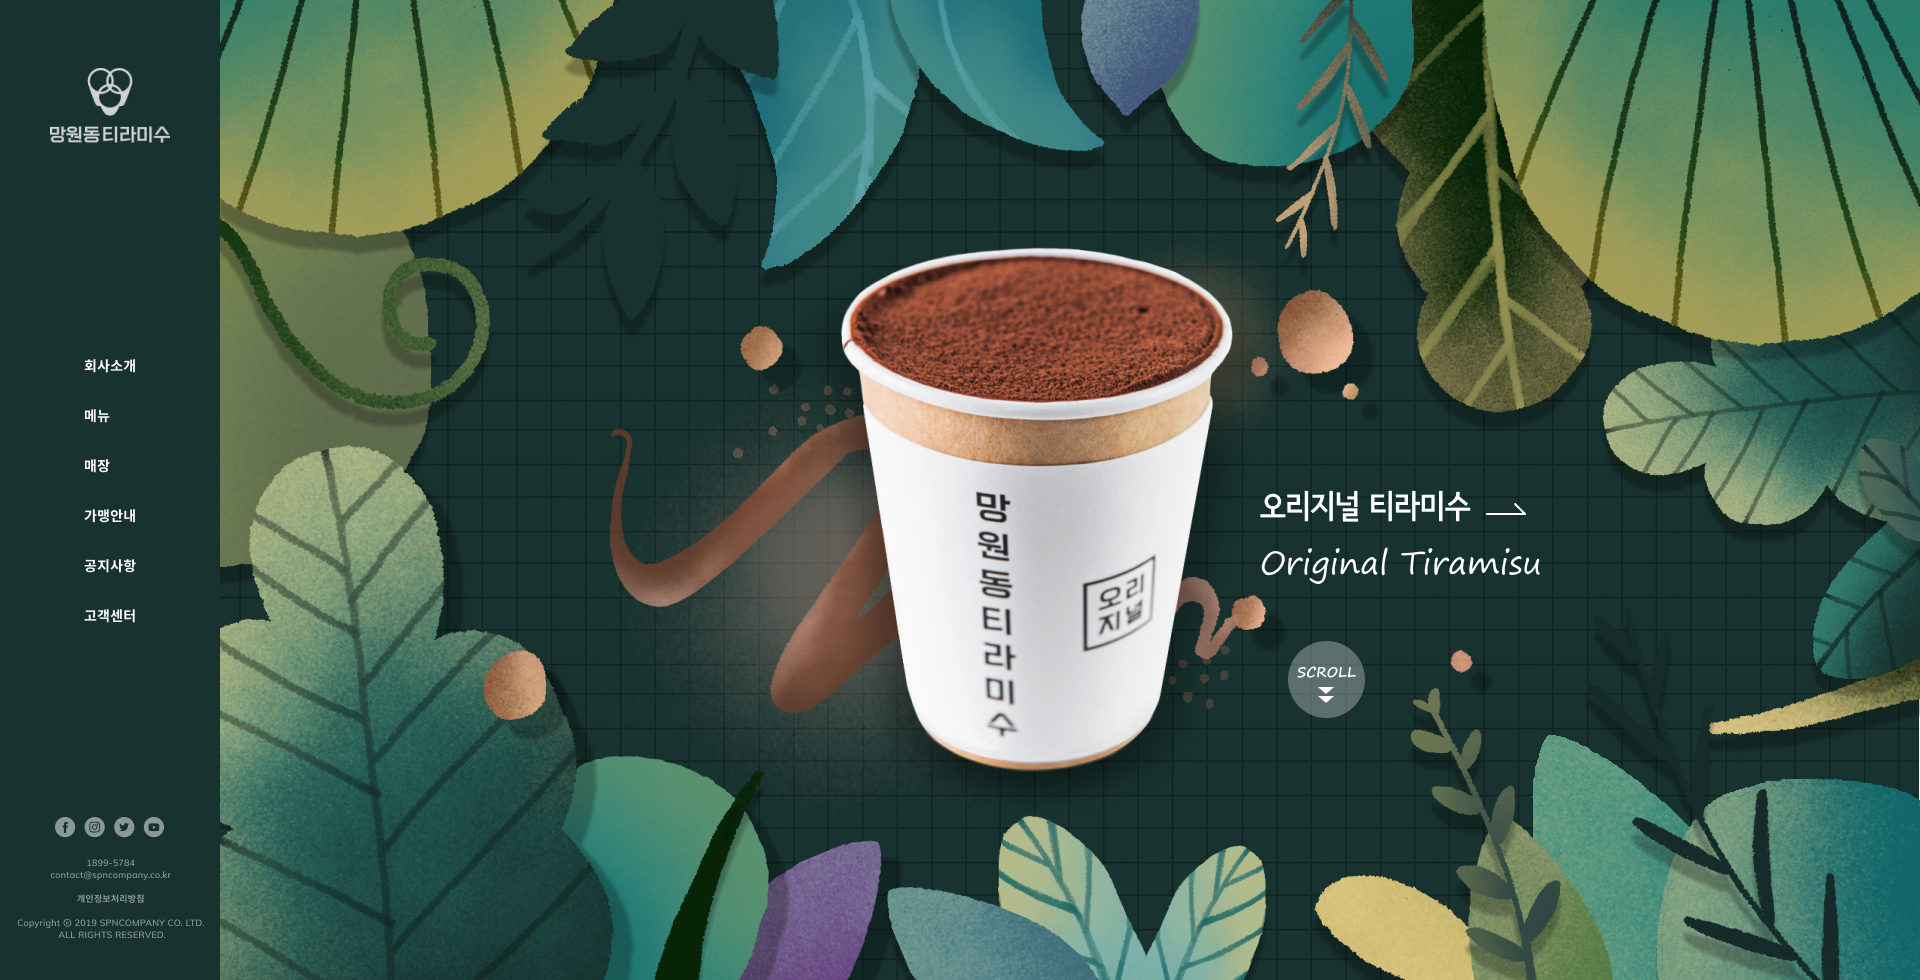 망원동티라미수
회사소개
메뉴
매장
가맹안내
공지사항
고객센터
1899-5784
contact@spncompany.co.kr
개인정보처리방침
Copyright ⓒ 2019 SPNCOMPANY CO. LTD.
ALL RIGHTS RESERVED.
망원동티라미수
오리
지널
오리지널 티라미수
Original Tiramisu
SCROLL